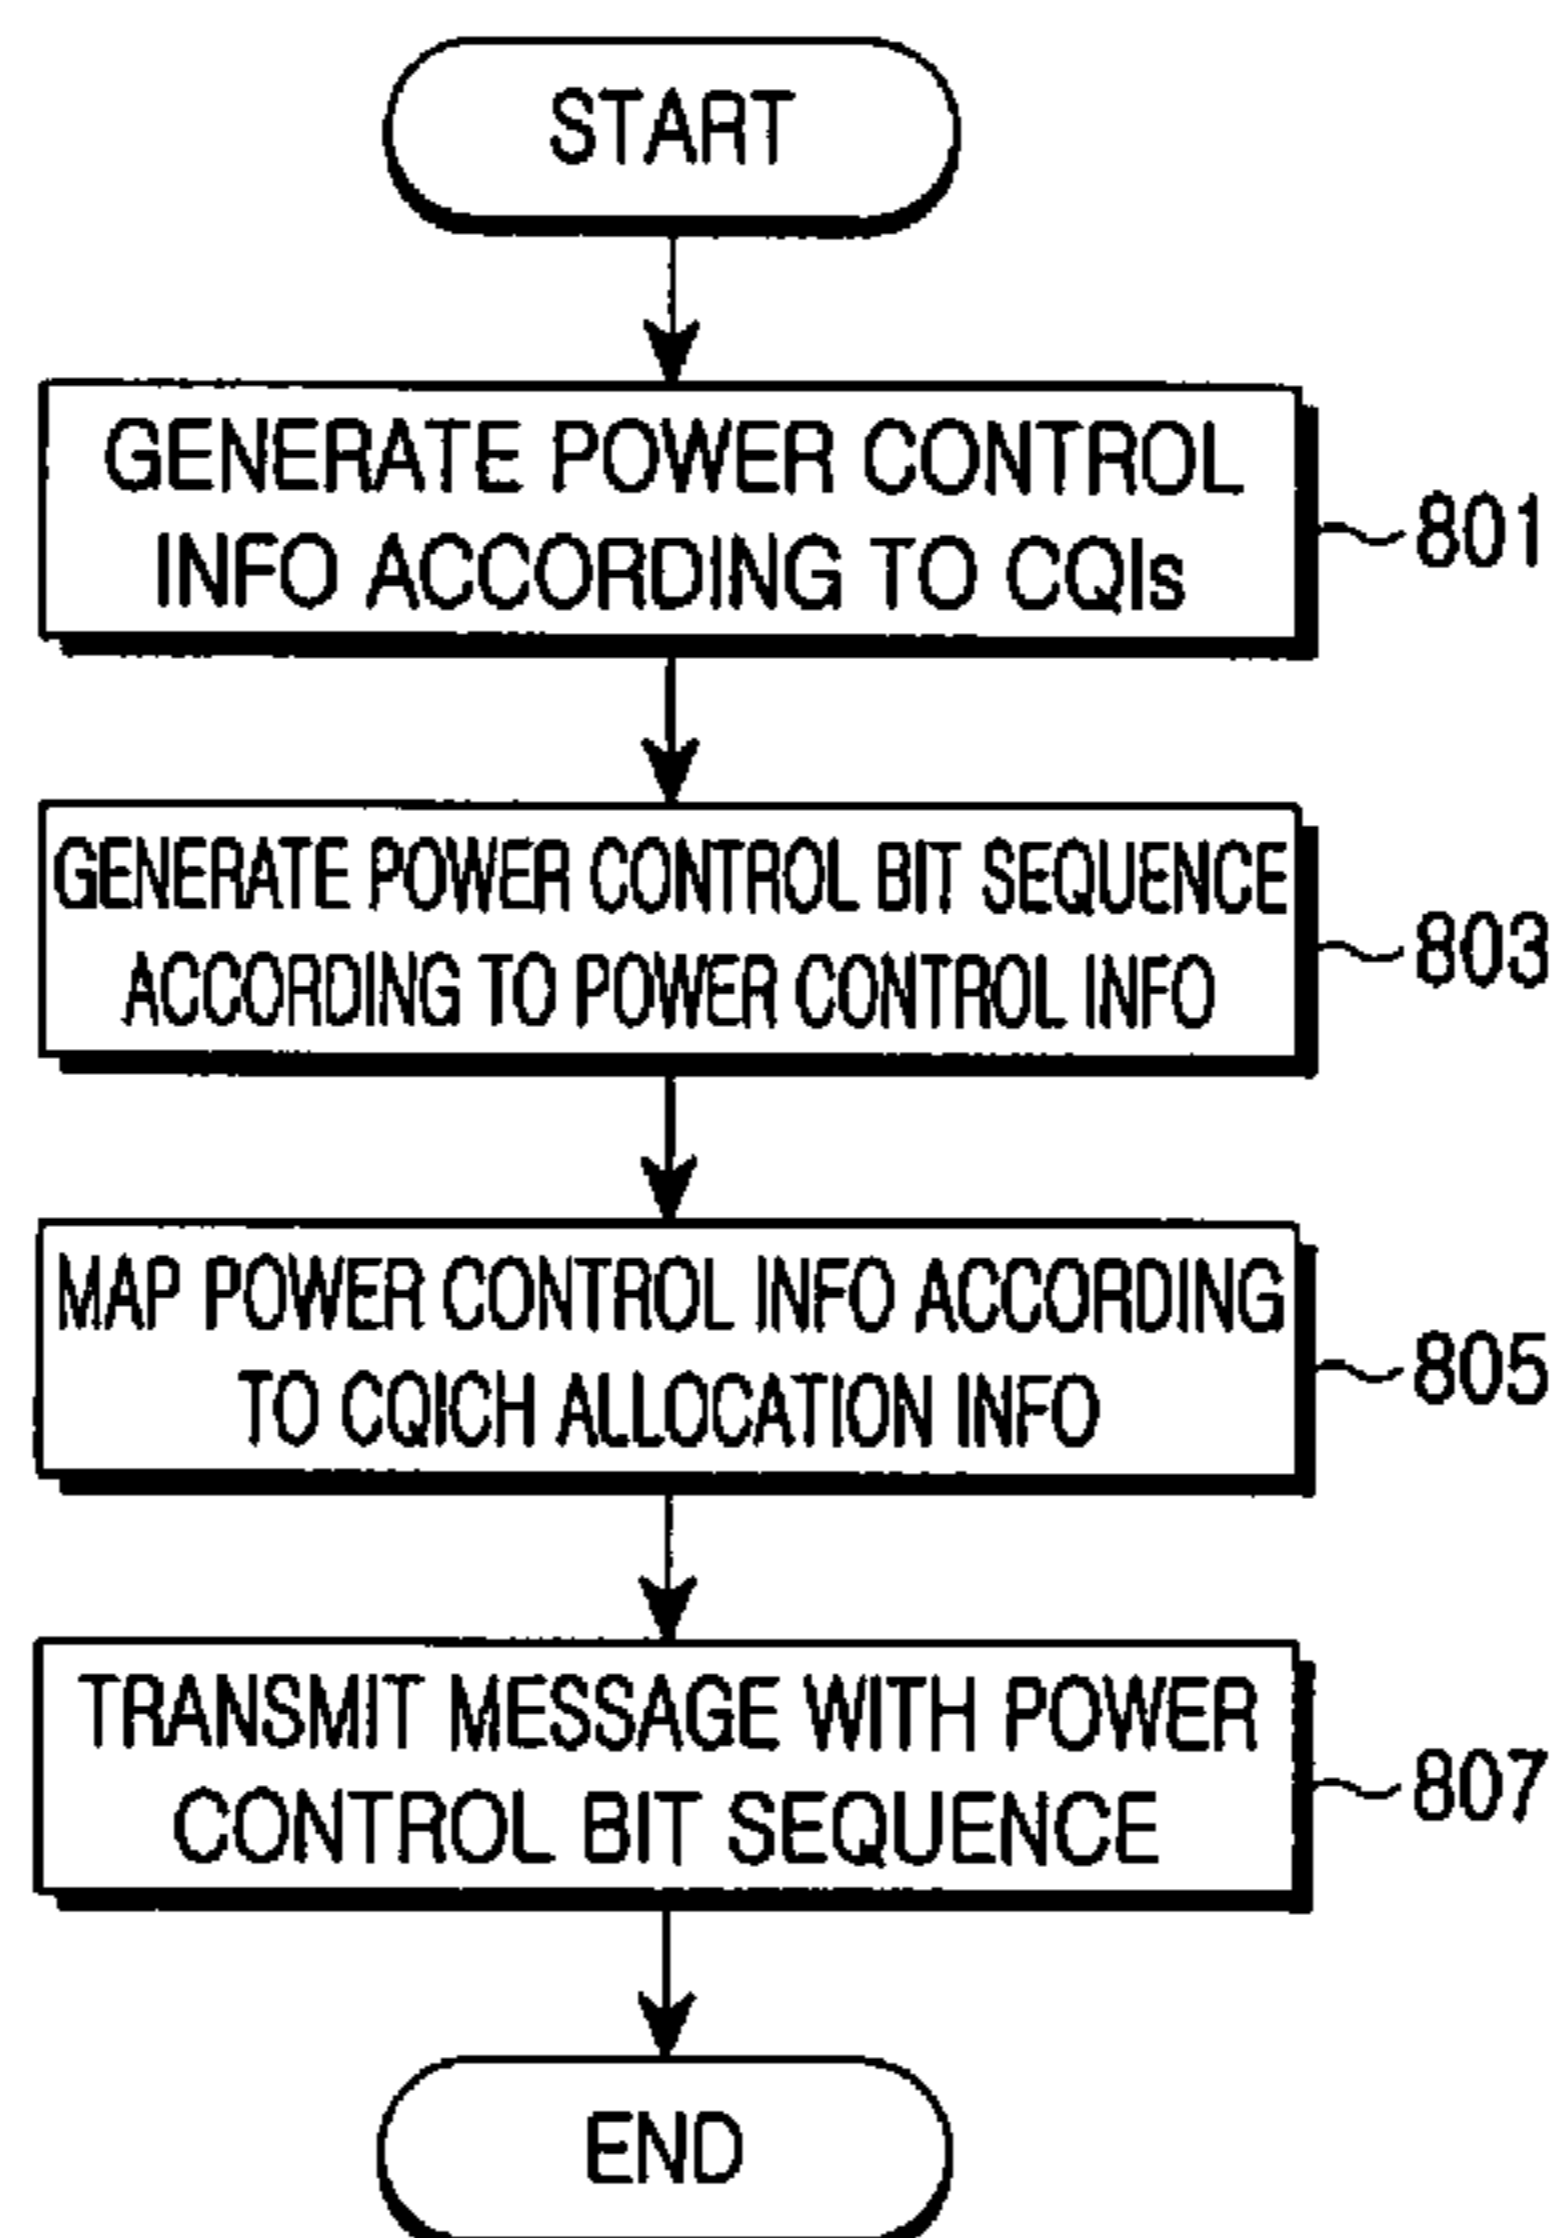 START
GENERATE POWER CONTROL
INFO ACCORDING TO CQIs
801
GENERATE POWER CONTROL BIT SEQUENCE
ACCORDING TO POWER CONTROL INFO
803
MAP POWER CONTROL INFO ACCORDING
TO CQICH ALLOCATION INFO
805
TRANSMIT MESSAGE WITH POWER
CONTROL BIT SEQUENCE
807
END